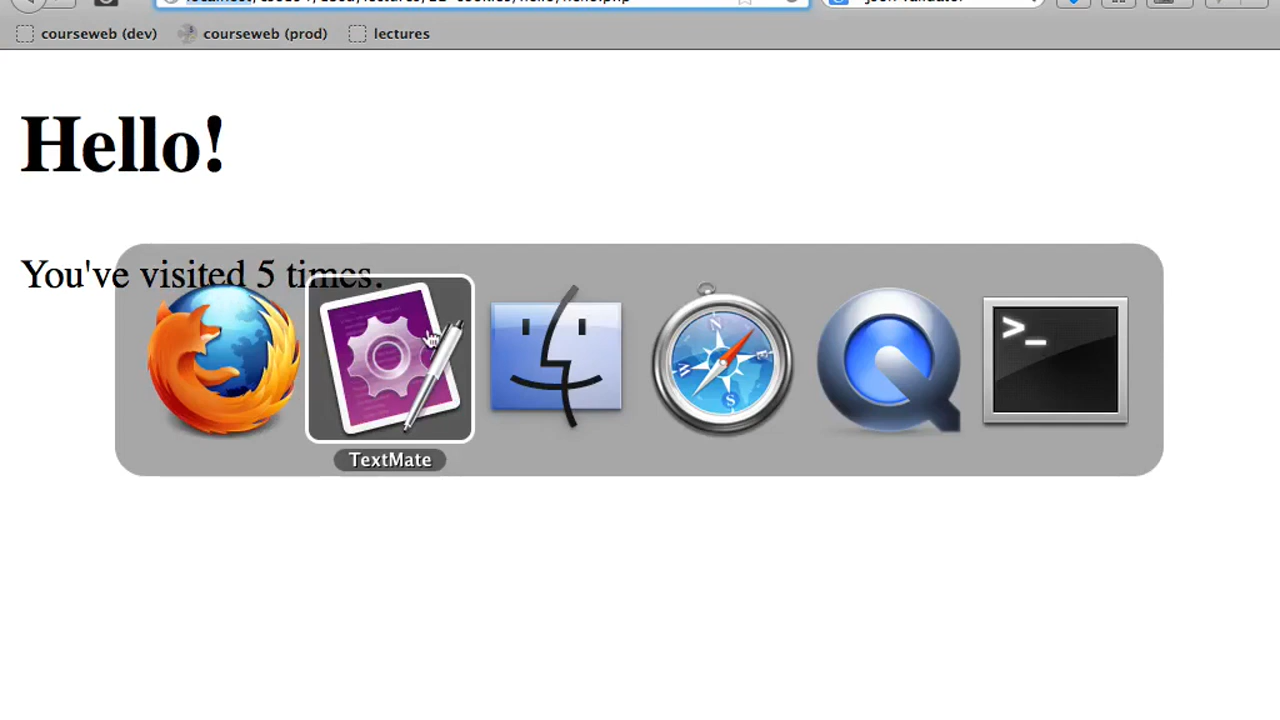 courseweb (dev) courseweb (prod) lectures
Hello!
You've visited 5 times.
>_
TextMate